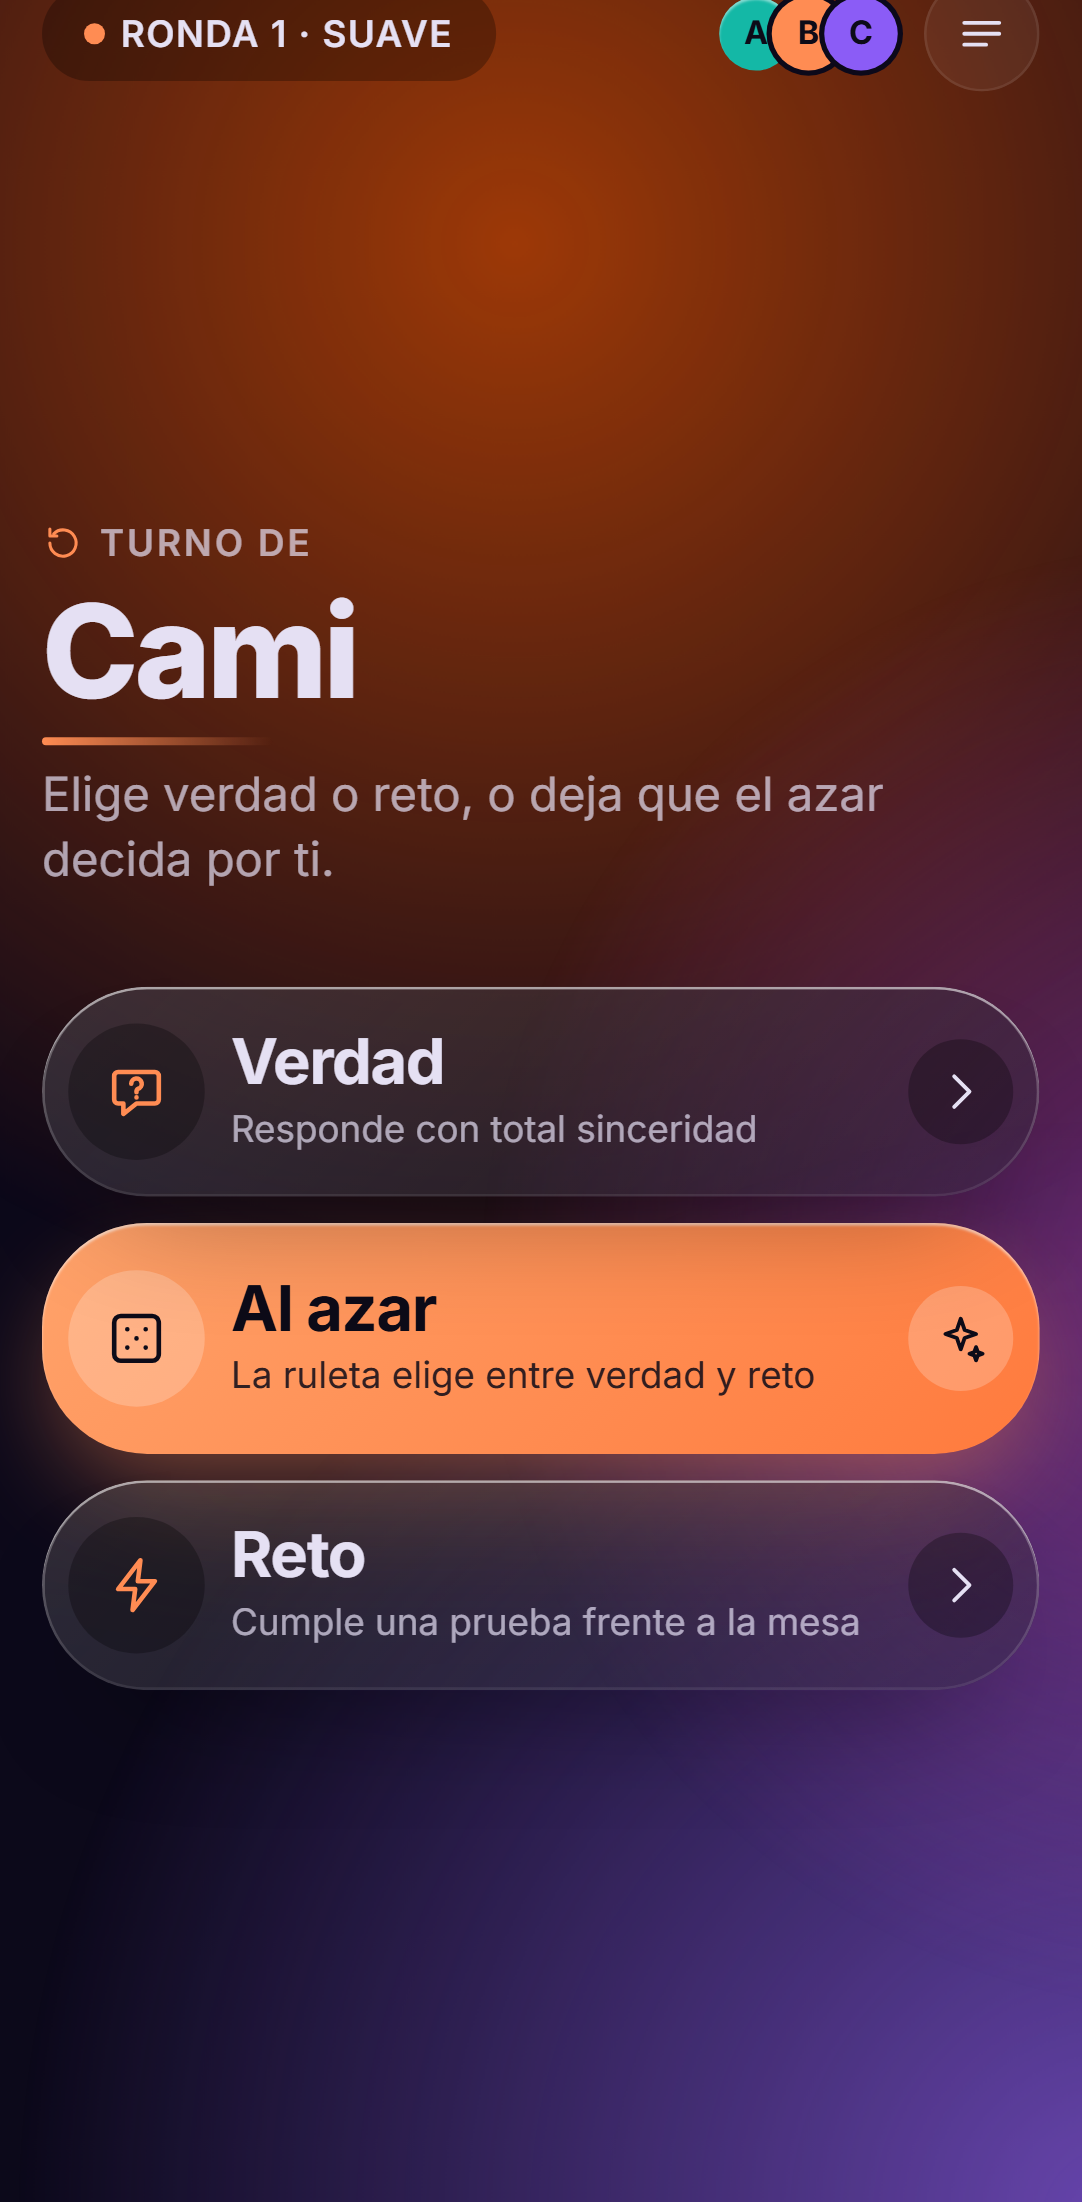 RONDA 1 · SUAVE
A B C
TURNO DE
Cami
Elige verdad o reto, o deja que el azar
decida por ti.
Verdad
Responde con total sinceridad
Al azar
La ruleta elige entre verdad y reto
Reto
Cumple una prueba frente a la mesa